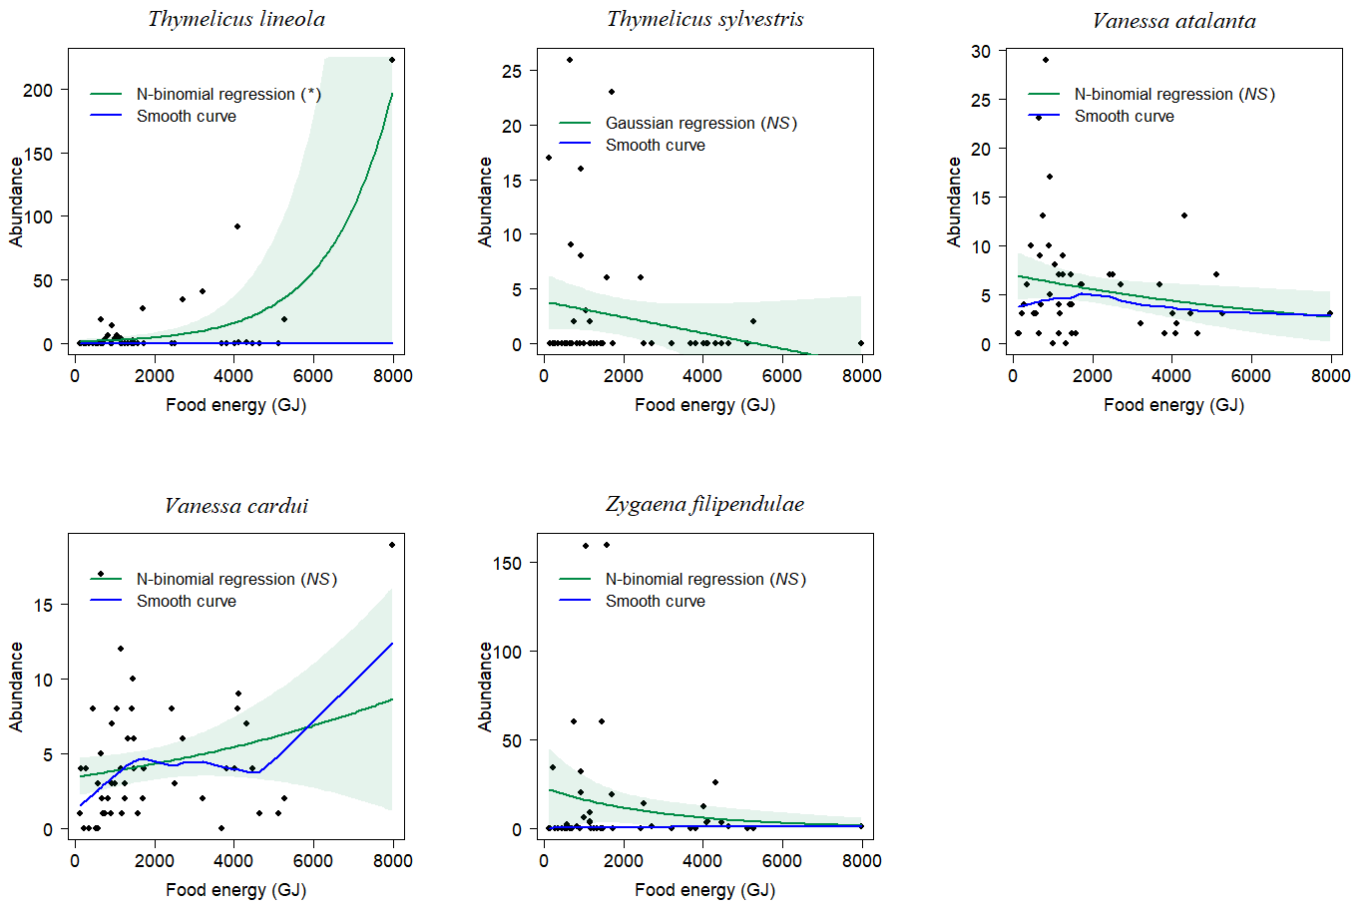 Thymelicus lineola
N-binomial regression (*)
Smooth curve
Abundance
200
150
100
50
0
0 2000 4000 6000 8000
Food energy (GJ)
Thymelicus sylvestris
Gaussian regression (NS)
Smooth curve
Abundance
25
20
15
10
5
0
0 2000 4000 6000 8000
Food energy (GJ)
Vanessa atalanta
N-binomial regression (NS)
Smooth curve
Abundance
30
25
20
15
10
5
0
0 2000 4000 6000 8000
Food energy (GJ)
Vanessa cardui
N-binomial regression (NS)
Smooth curve
Abundance
15
10
5
0
0 2000 4000 6000 8000
Food energy (GJ)
Zygaena filipendulae
N-binomial regression (NS)
Smooth curve
Abundance
150
100
50
0
0 2000 4000 6000 8000
Food energy (GJ)